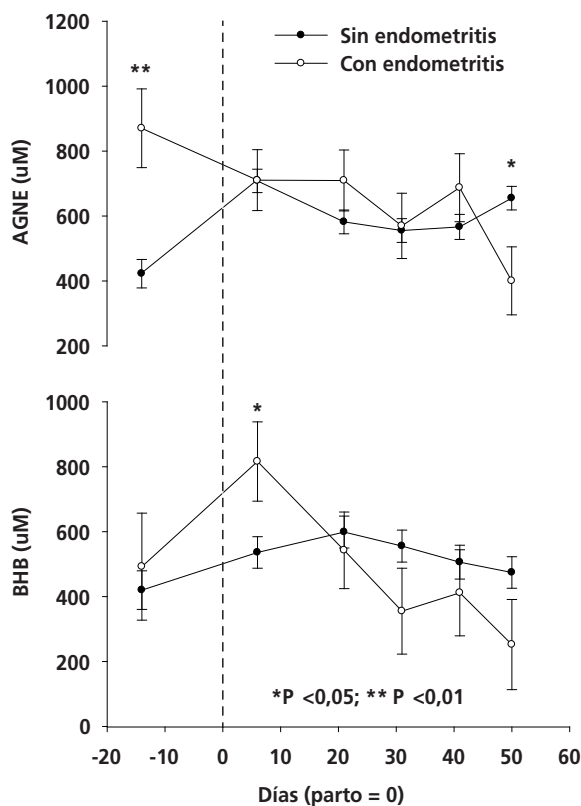 1200
1000
800
600
400
200
AGNE (uM)
Sin endometritis
Con endometritis
**
*
1000
800
600
400
200
0
BHB (uM)
*
*P <0,05; ** P <0,01
-20 -10 0 10 20 30 40 50 60
Días (parto = 0)